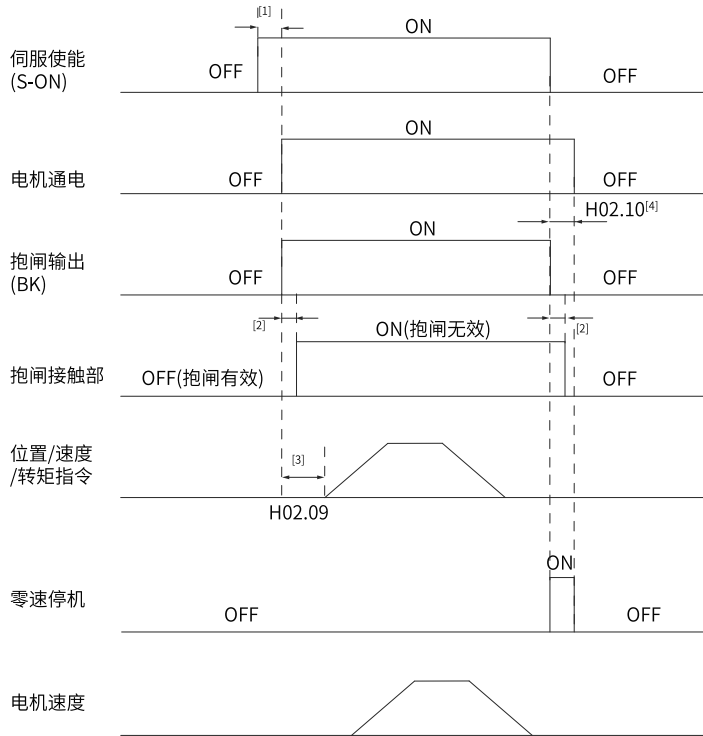 [1]
ON
伺服使能
(S-ON)
OFF
OFF
ON
电机通电
OFF
OFF
H02.10[4]
ON
抱闸输出
(BK)
OFF
OFF
[2]
ON(抱闸无效)
[2]
抱闸接触部
OFF(抱闸有效)
OFF
位置/速度
/转矩指令
[3]
H02.09
ON
零速停机
OFF
OFF
电机速度